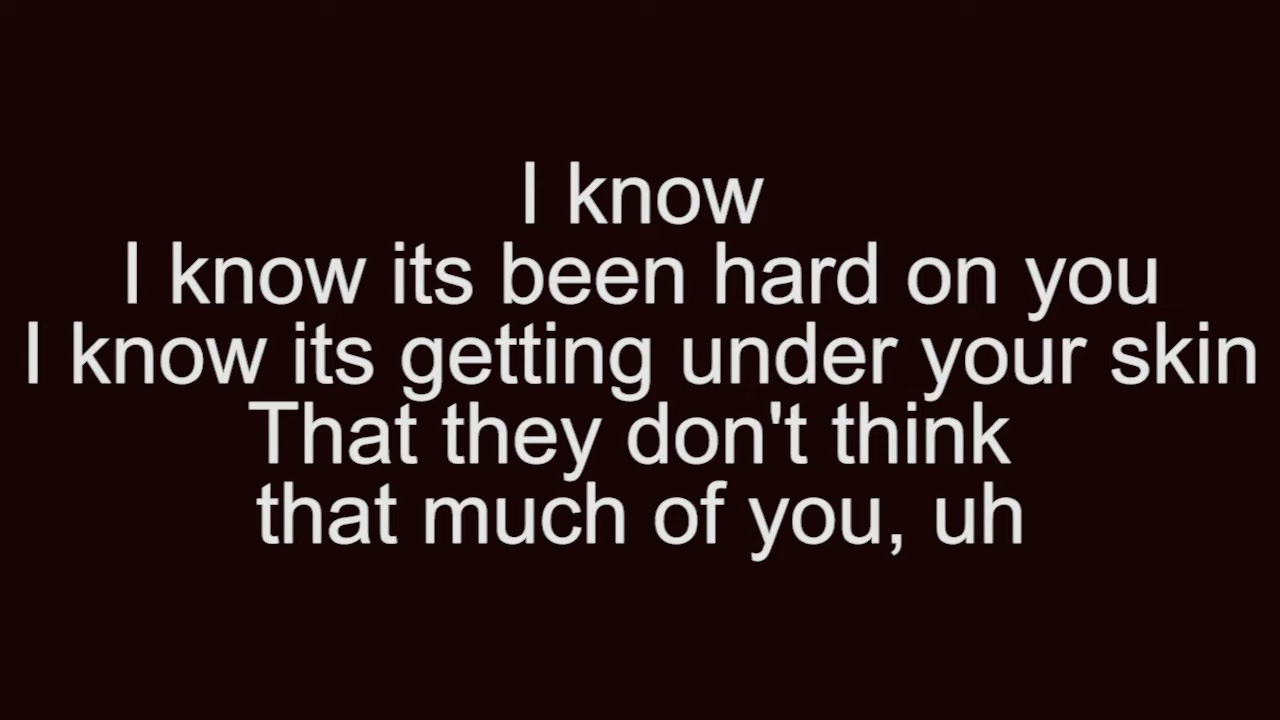 I know
I know its been hard on you
I know its getting under your skin
That they don't think
that much of you, uh